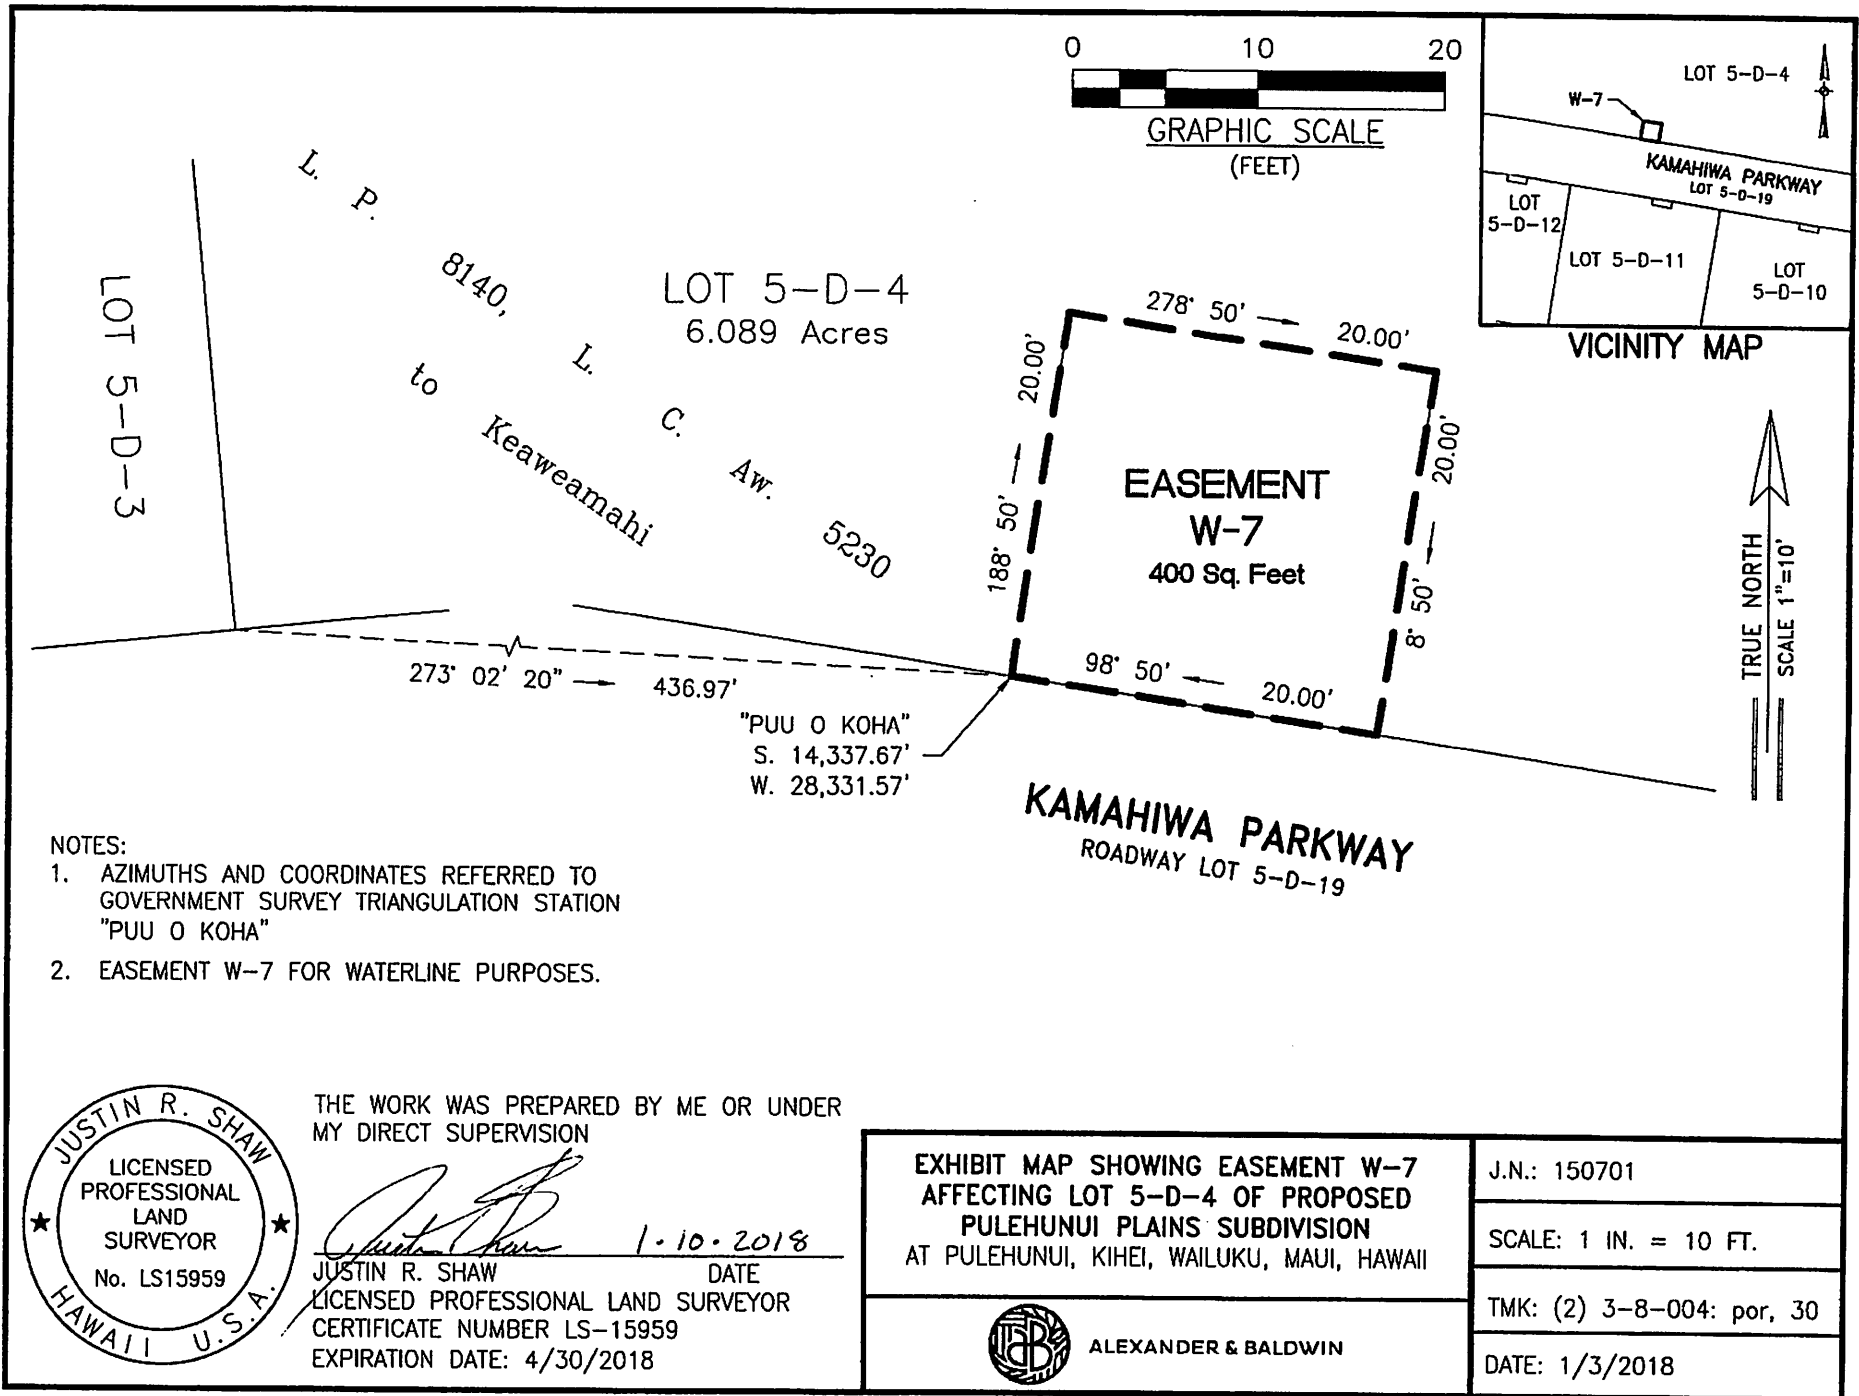 0 10 20
GRAPHIC SCALE
(FEET)
LOT 5-D-4
W-7
KAMAHIWA PARKWAY
LOT 5-D-19
LOT
5-D-12
LOT 5-D-11
LOT
5-D-10
VICINITY MAP
L. P. 8140, L. C. Aw. 5230
to Keaweamahi
LOT 5-D-3
LOT 5-D-4
6.089 Acres
278° 50' 20.00'
188° 50' 20.00'
20.00'
8° 50'
98° 50' 20.00'
EASEMENT
W-7
400 Sq. Feet
273° 02' 20" 436.97'
"PUU O KOHA"
S. 14,337.67'
W. 28,331.57'
TRUE NORTH
SCALE 1"=10'
KAMAHIWA PARKWAY
ROADWAY LOT 5-D-19
NOTES:
1. AZIMUTHS AND COORDINATES REFERRED TO
GOVERNMENT SURVEY TRIANGULATION STATION
"PUU O KOHA"
2. EASEMENT W-7 FOR WATERLINE PURPOSES.
JUSTIN R. SHAW
LICENSED
PROFESSIONAL
LAND
SURVEYOR
No. LS15959
HAWAII U.S.A.
THE WORK WAS PREPARED BY ME OR UNDER
MY DIRECT SUPERVISION
Justin Shaw 1·10·2018
JUSTIN R. SHAW DATE
LICENSED PROFESSIONAL LAND SURVEYOR
CERTIFICATE NUMBER LS-15959
EXPIRATION DATE: 4/30/2018
EXHIBIT MAP SHOWING EASEMENT W-7
AFFECTING LOT 5-D-4 OF PROPOSED
PULEHUNUI PLAINS SUBDIVISION
AT PULEHUNUI, KIHEI, WAILUKU, MAUI, HAWAII
ALEXANDER & BALDWIN
J.N.: 150701
SCALE: 1 IN. = 10 FT.
TMK: (2) 3-8-004: por, 30
DATE: 1/3/2018